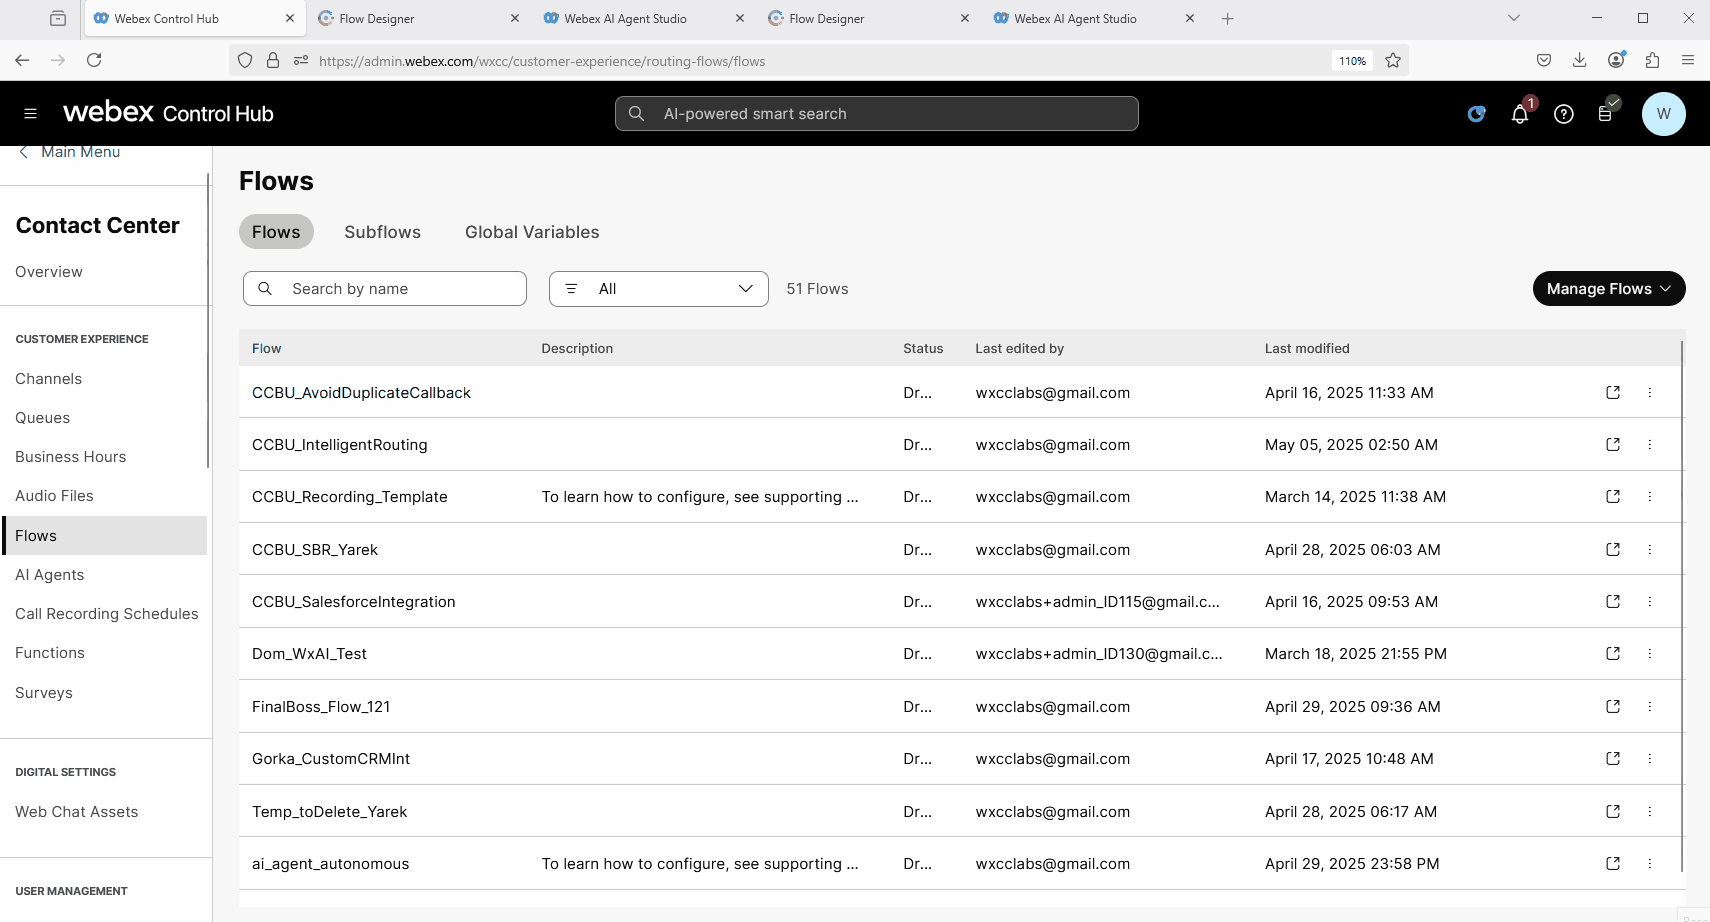 Webex Control Hub
Flow Designer
Webex AI Agent Studio
Flow Designer
Webex AI Agent Studio
https://admin.webex.com/wxcc/customer-experience/routing-flows/flows
110%
webex Control Hub
AI-powered smart search
1
W
Main Menu
Contact Center
Overview
CUSTOMER EXPERIENCE
Channels
Queues
Business Hours
Audio Files
Flows
AI Agents
Call Recording Schedules
Functions
Surveys
DIGITAL SETTINGS
Web Chat Assets
USER MANAGEMENT
Flows
Flows Subflows Global Variables
Search by name All 51 Flows Manage Flows
Flow Description Status Last edited by Last modified
CCBU_AvoidDuplicateCallback Dr... wxcclabs@gmail.com April 16, 2025 11:33 AM
CCBU_IntelligentRouting Dr... wxcclabs@gmail.com May 05, 2025 02:50 AM
CCBU_Recording_Template To learn how to configure, see supporting ... Dr... wxcclabs@gmail.com March 14, 2025 11:38 AM
CCBU_SBR_Yarek Dr... wxcclabs@gmail.com April 28, 2025 06:03 AM
CCBU_SalesforceIntegration Dr... wxcclabs+admin_ID115@gmail.c... April 16, 2025 09:53 AM
Dom_WxAI_Test Dr... wxcclabs+admin_ID130@gmail.c... March 18, 2025 21:55 PM
FinalBoss_Flow_121 Dr... wxcclabs@gmail.com April 29, 2025 09:36 AM
Gorka_CustomCRMInt Dr... wxcclabs@gmail.com April 17, 2025 10:48 AM
Temp_toDelete_Yarek Dr... wxcclabs@gmail.com April 28, 2025 06:17 AM
ai_agent_autonomous To learn how to configure, see supporting ... Dr... wxcclabs@gmail.com April 29, 2025 23:58 PM